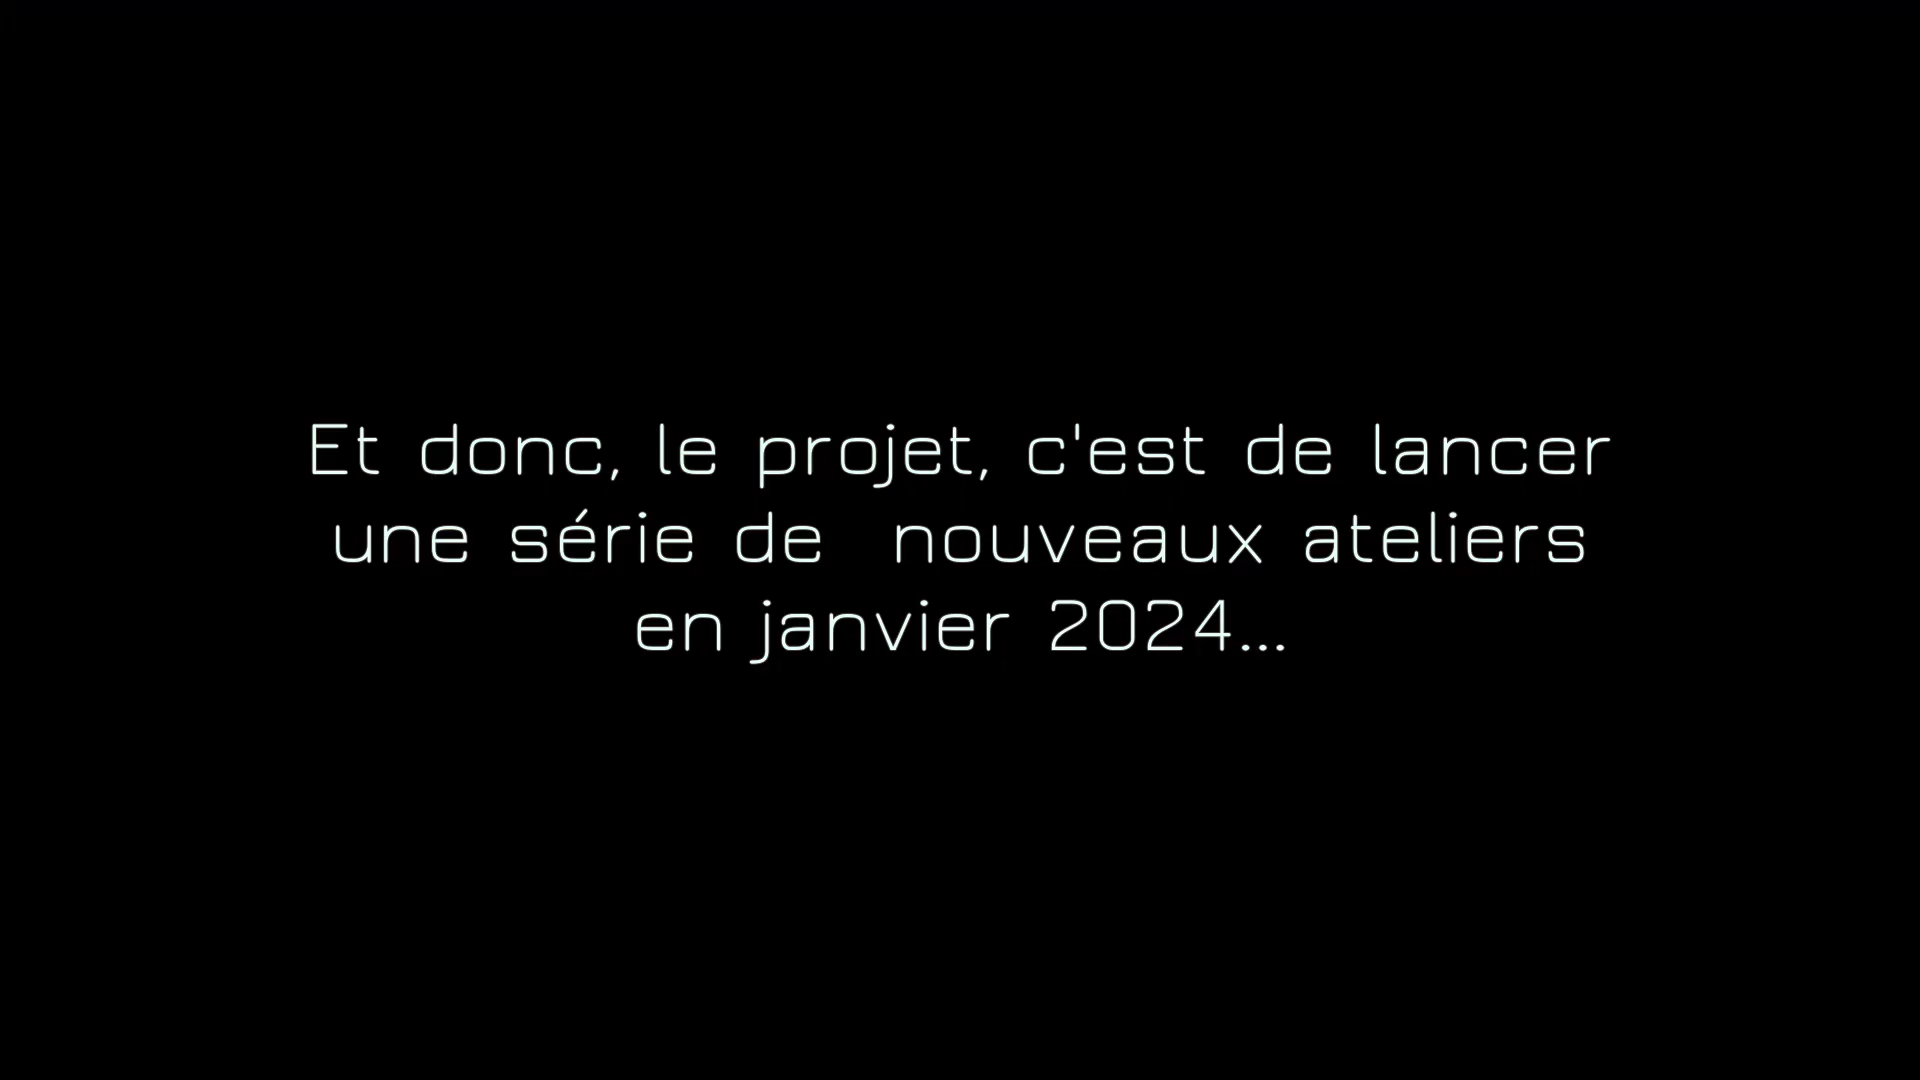 Et donc, le projet, c'est de lancer
une série de  nouveaux ateliers
en janvier 2024...